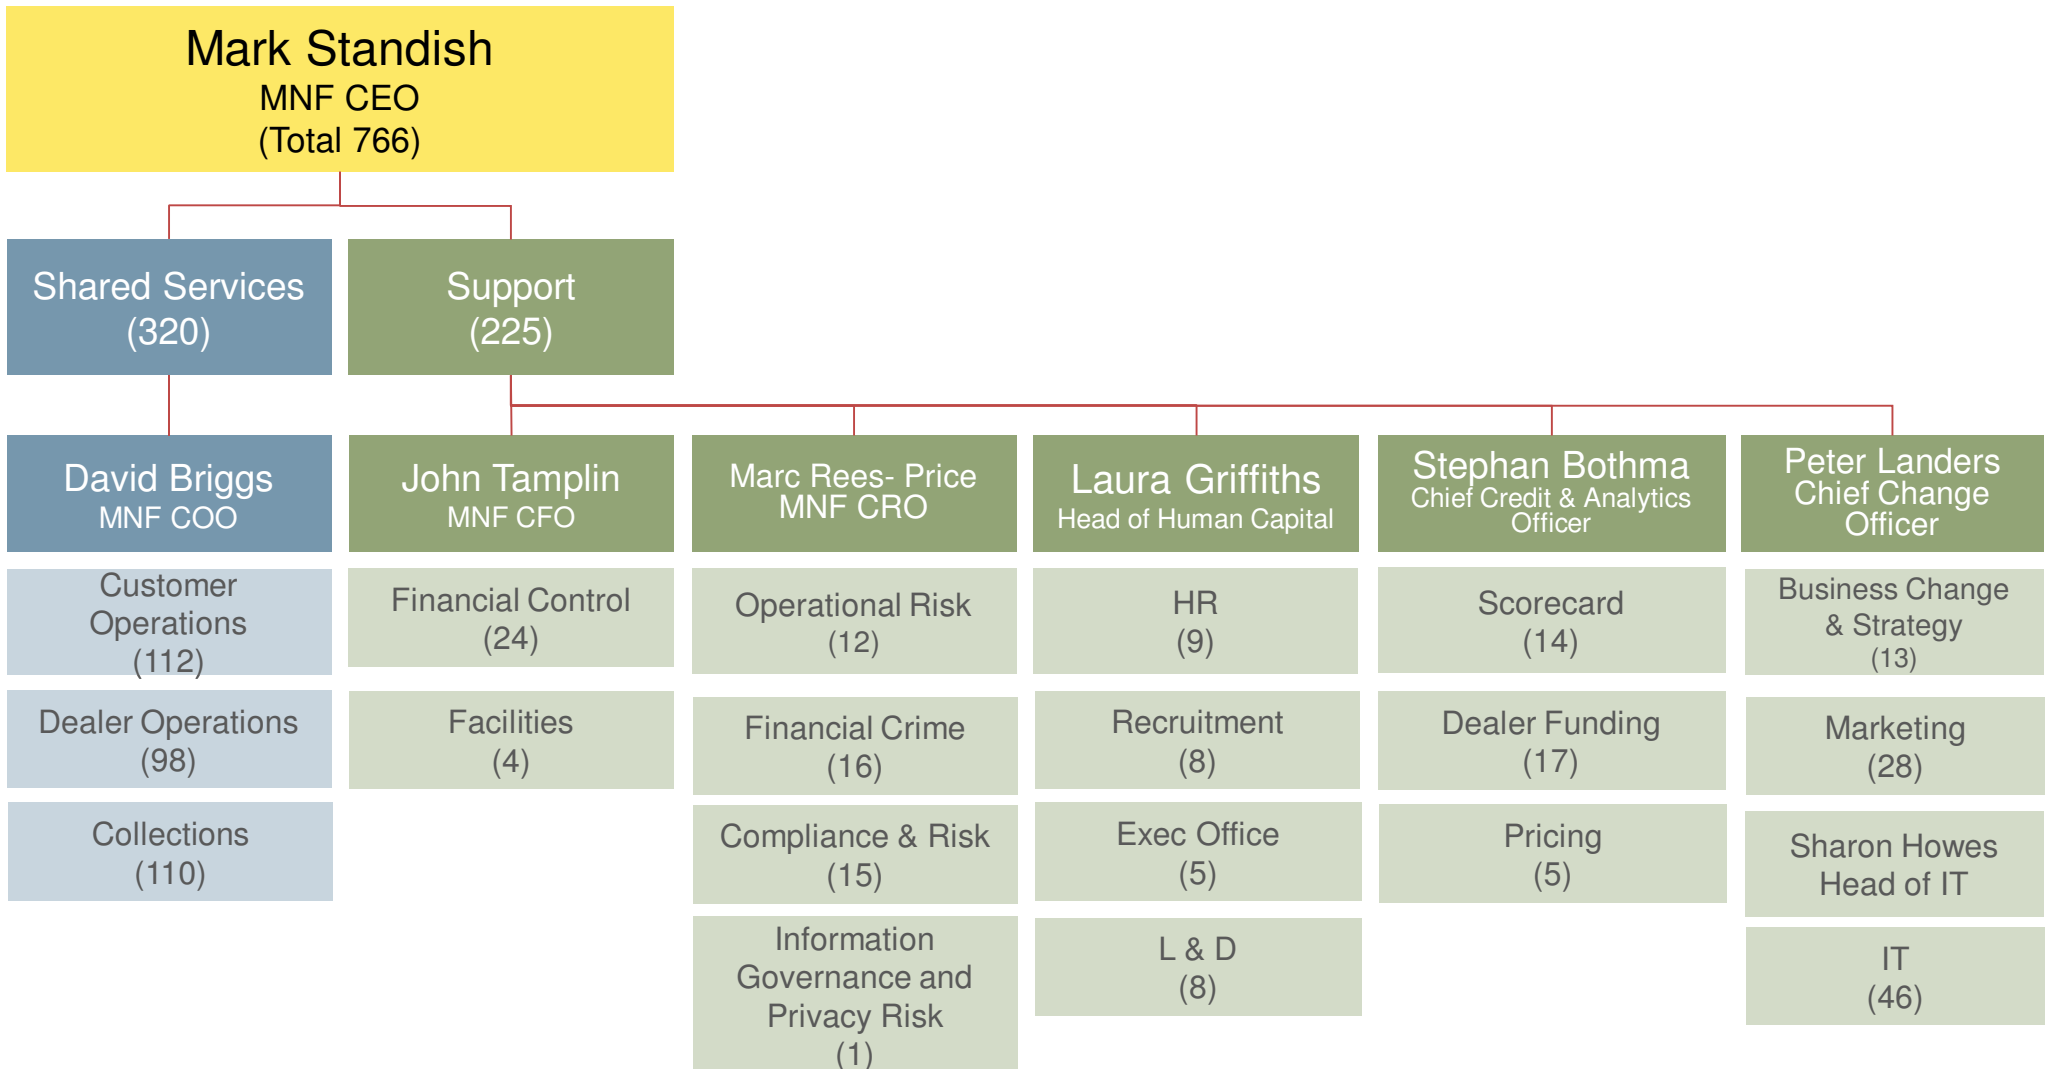 Mark Standish
MNF CEO
(Total 766)
Shared Services
(320)
Support
(225)
David Briggs
MNF COO
Customer
Operations
(112)
Dealer Operations
(98)
Collections
(110)
John Tamplin
MNF CFO
Financial Control
(24)
Facilities
(4)
Marc Rees- Price
MNF CRO
Operational Risk
(12)
Financial Crime
(16)
Compliance & Risk
(15)
Information
Governance and
Privacy Risk
(1)
Laura Griffiths
Head of Human Capital
HR
(9)
Recruitment
(8)
Exec Office
(5)
L & D
(8)
Stephan Bothma
Chief Credit & Analytics
Officer
Scorecard
(14)
Dealer Funding
(17)
Pricing
(5)
Peter Landers
Chief Change
Officer
Business Change
& Strategy
(13)
Marketing
(28)
Sharon Howes
Head of IT
IT
(46)